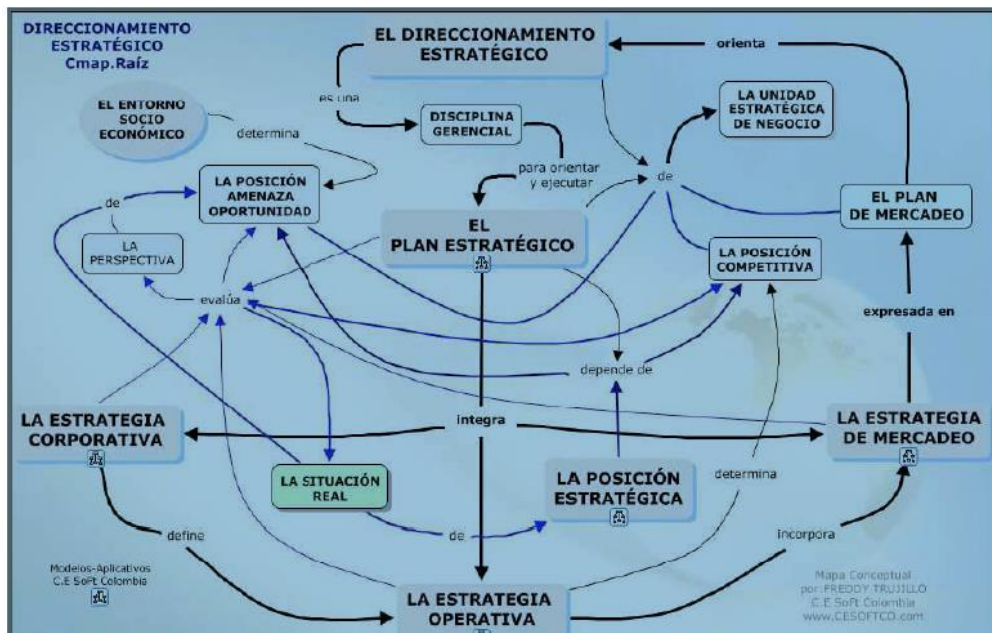 DIRECCIONAMIENTO
ESTRATÉGICO
Cmap.Raíz
EL DIRECCIONAMIENTO
ESTRATÉGICO
orienta
es una
LA UNIDAD
ESTRATÉGICA
DE NEGOCIO
EL ENTORNO
SOCIO
ECONÓMICO
DISCIPLINA
GERENCIAL
determina
para orientar
y ejecutar
de
LA POSICIÓN
AMENAZA
OPORTUNIDAD
de
EL PLAN
DE MERCADEO
EL
PLAN ESTRATÉGICO
LA
PERSPECTIVA
LA POSICIÓN
COMPETITIVA
evalúa
expresada en
depende de
LA ESTRATEGIA
CORPORATIVA
integra
LA ESTRATEGIA
DE MERCADEO
LA SITUACIÓN
REAL
LA POSICIÓN
ESTRATÉGICA
determina
define
de
incorpora
Modelos-Aplicativos
C.E SoFt Colombia
LA ESTRATEGIA
OPERATIVA
Mapa Conceptual
por:FREDDY TRUJILLO
C.E Soft Colombia
www.CESOFTCO.com